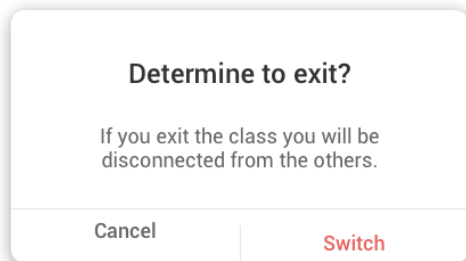 Determine to exit?
If you exit the class you will be
disconnected from the others.
Cancel
Switch